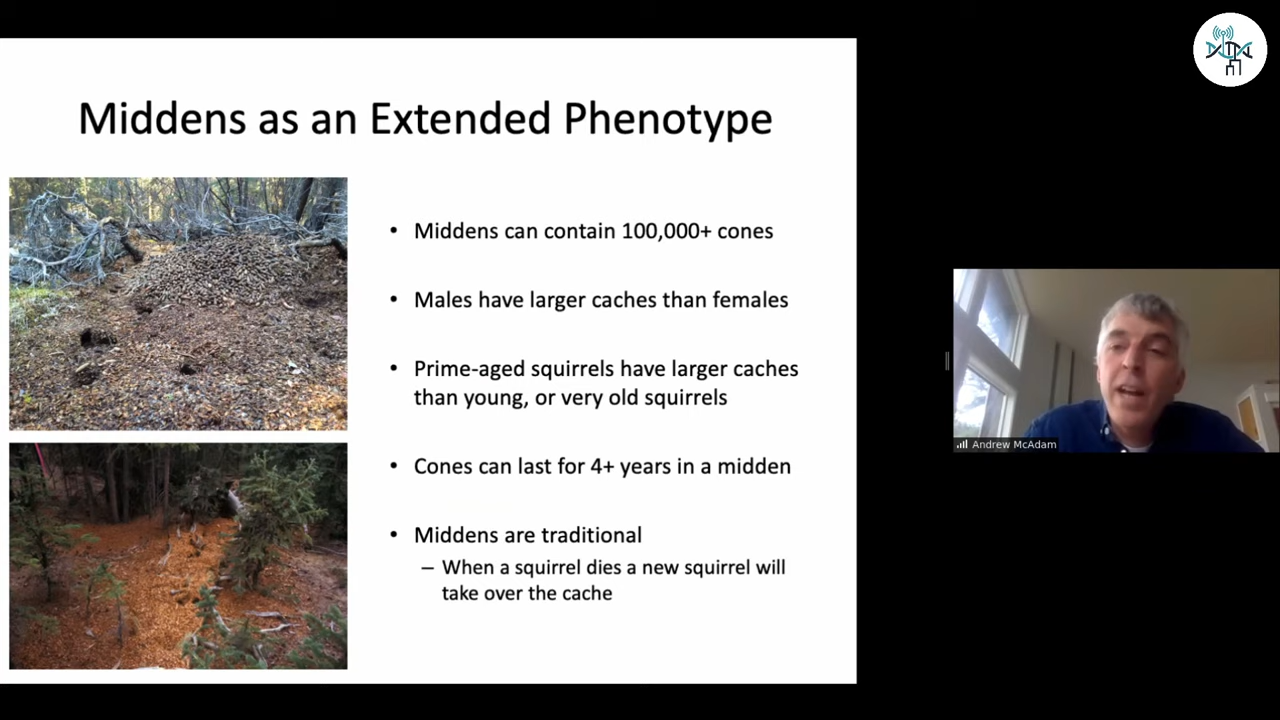 Middens as an Extended Phenotype
• Middens can contain 100,000+ cones
• Males have larger caches than females
• Prime-aged squirrels have larger caches
than young, or very old squirrels
• Cones can last for 4+ years in a midden
• Middens are traditional
– When a squirrel dies a new squirrel will
take over the cache
Andrew McAdam